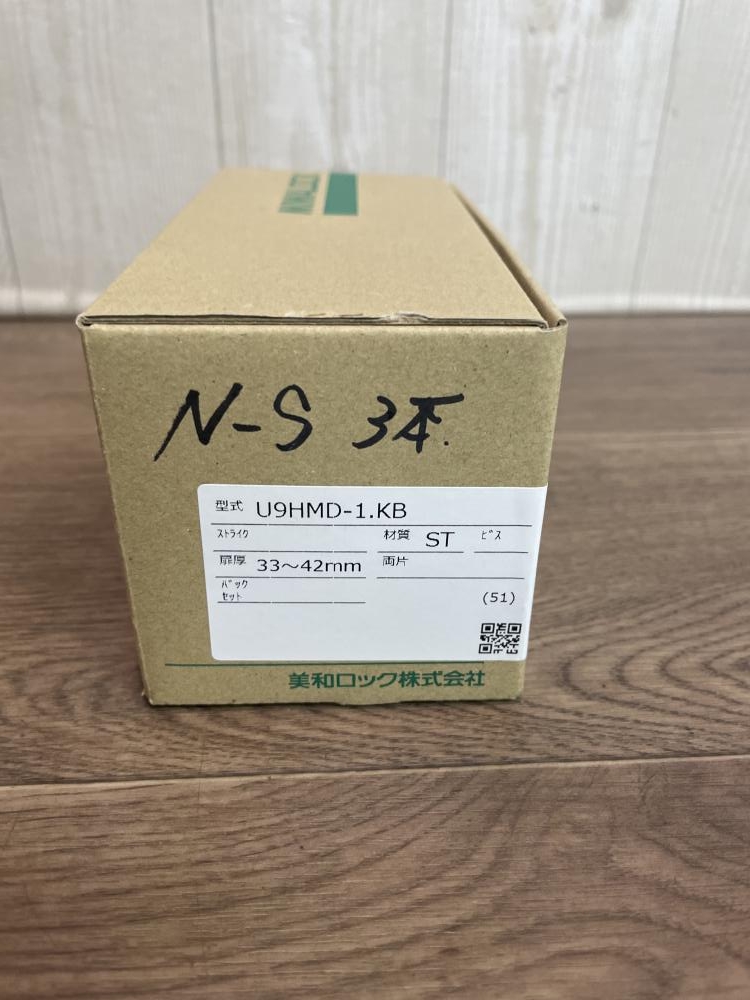 MIWALOCK
N-S 3本.
型式 U9HMD-1.KB
ストライク 材質 ST ビス
扉厚 33～42mm 両片
バック
セット
(51)
美和ロック株式会社